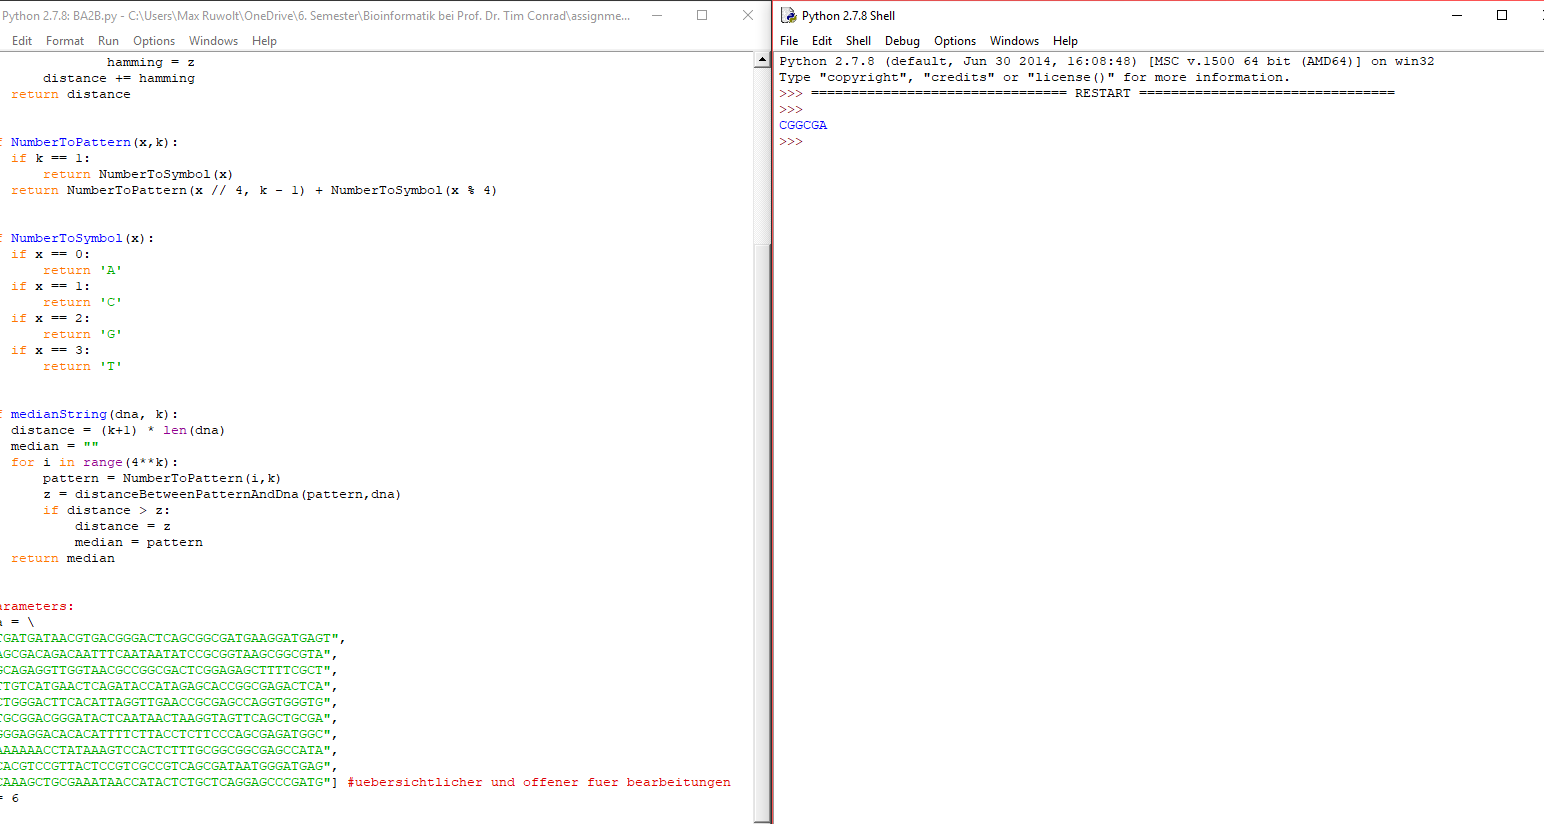 Python 2.7.8: BA2B.py - C:\Users\Max Ruwolt\OneDrive\6. Semester\Bioinformatik bei Prof. Dr. Tim Conrad\assignme...
Edit Format Run Options Windows Help
hamming = z
distance += hamming
return distance
f NumberToPattern(x,k):
if k == 1:
return NumberToSymbol(x)
return NumberToPattern(x // 4, k - 1) + NumberToSymbol(x % 4)
f NumberToSymbol(x):
if x == 0:
return 'A'
if x == 1:
return 'C'
if x == 2:
return 'G'
if x == 3:
return 'T'
f medianString(dna, k):
distance = (k+1) * len(dna)
median = ""
for i in range(4**k):
pattern = NumberToPattern(i,k)
z = distanceBetweenPatternAndDna(pattern,dna)
if distance > z:
distance = z
median = pattern
return median
arameters:
a = \
TGATGATAACGTGACGGGACTCAGCGGCGATGAAGGATGAGT",
AGCGACAGACAATTTCAATAATATCCGCGGTAAGCGGCGTA",
GCAGAGGTTGGTAACGCCGGCGACTCGGAGAGCTTTTCGCT",
TTGTCATGAACTCAGATACCATAGAGCACCGGCGAGACTCA",
CTGGGACTTCACATTAGGTTGAACCGCGAGCCAGGTGGGTG",
TGCGGACGGGATACTCAATAACTAAGGTAGTTCAGCTGCGA",
GGGAGGACACACATTTTCTTACCTCTTCCCAGCGAGATGGC",
AAAAAACCTATAAAGTCCACTCTTTGCGGCGGCGAGCCATA",
CACGTCCGTTACTCCGTCGCCGTCAGCGATAATGGGATGAG",
CAAAGCTGCGAAATAACCATACTCTGCTCAGGAGCCCGATG"] #uebersichtlicher und offener fuer bearbeitungen
= 6
Python 2.7.8 Shell
File Edit Shell Debug Options Windows Help
Python 2.7.8 (default, Jun 30 2014, 16:08:48) [MSC v.1500 64 bit (AMD64)] on win32
Type "copyright", "credits" or "license()" for more information.
>>> ================================ RESTART ================================
>>>
CGGCGA
>>>